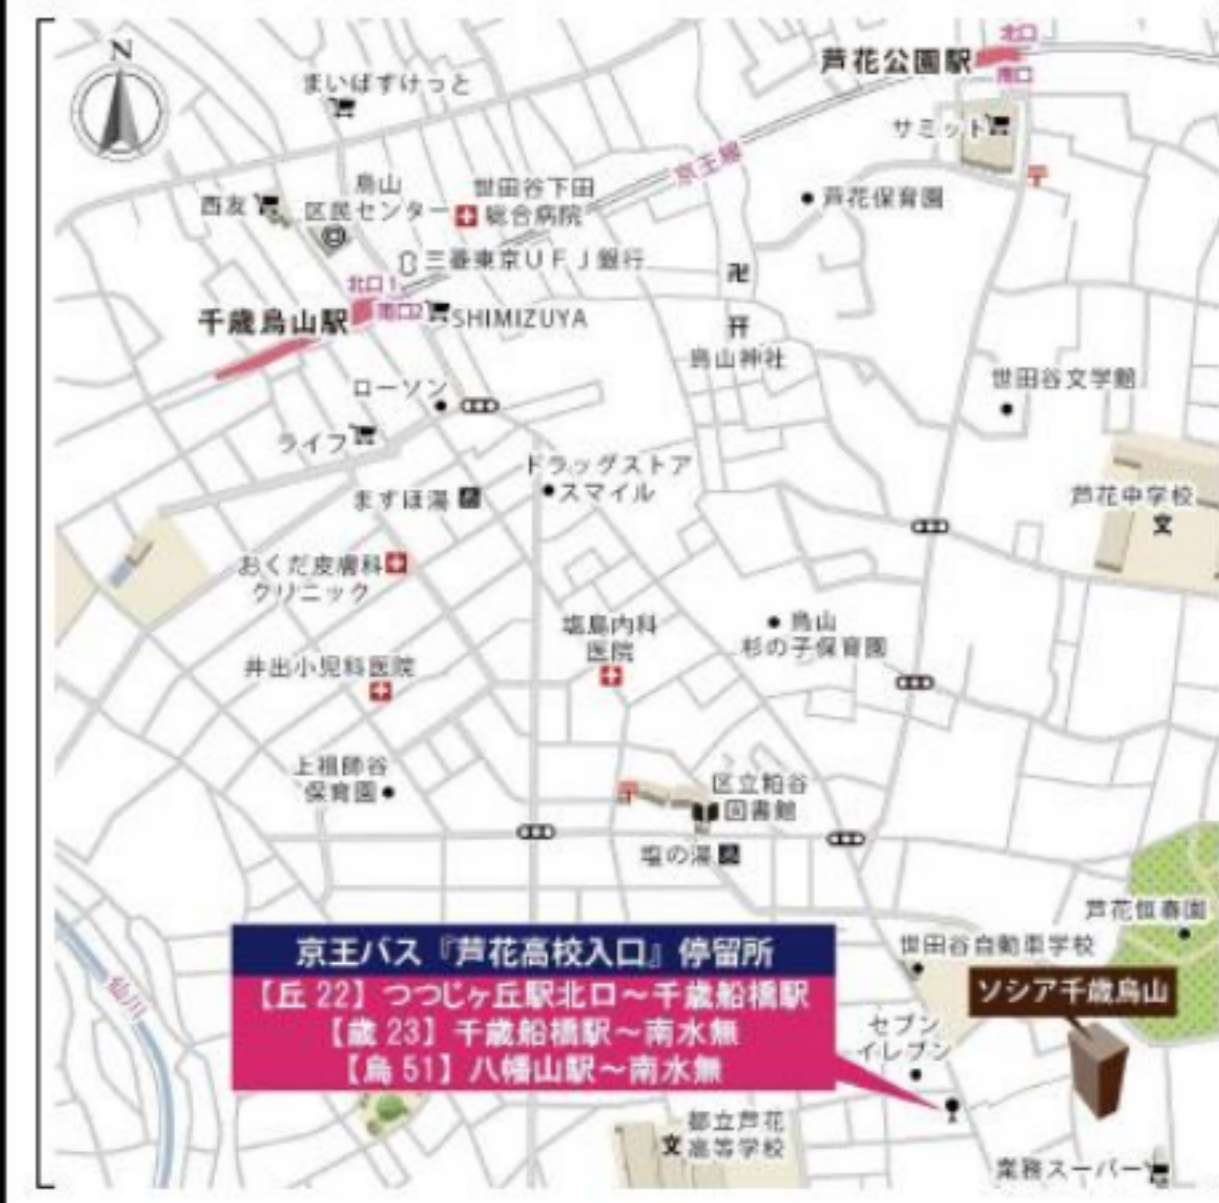 N
まいばすけっと
芦花公園駅
北口
南口
サミット
京王線
西友
烏山
区民センター
世田谷下田
総合病院
芦花保育園
三菱東京UFJ銀行
北口1
南口2
千歳烏山駅
SHIMIZUYA
烏山神社
世田谷文学館
ローソン
ライフ
ドラッグストア
スマイル
ますほ湯
芦花中学校
文
おくだ皮膚科
クリニック
塩島内科
医院
烏山
杉の子保育園
井出小児科医院
上祖師谷
保育園
区立粕谷
図書館
塩の湯
芦花恒春園
世田谷自動車学校
京王バス『芦花高校入口』停留所
【丘22】つつじヶ丘駅北口～千歳船橋駅
【歳23】千歳船橋駅～南水無
【烏51】八幡山駅～南水無
ソシア千歳烏山
仙川
セブン
イレブン
都立芦花
文高等学校
業務スーパー